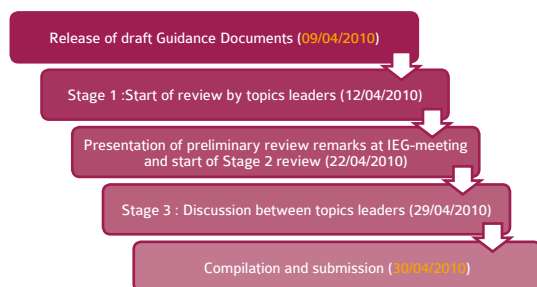 Release of draft Guidance Documents (09/04/2010)
Stage 1 :Start of review by topics leaders (12/04/2010)
Presentation of preliminary review remarks at IEG-meeting
and start of Stage 2 review (22/04/2010)
Stage 3 : Discussion between topics leaders (29/04/2010)
Compilation and submission (30/04/2010)